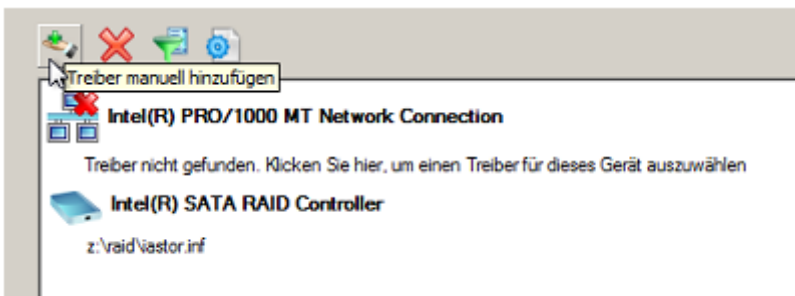 Treiber manuell hinzufügen
Intel(R) PRO/1000 MT Network Connection
Treiber nicht gefunden. Klicken Sie hier, um einen Treiber für dieses Gerät auszuwählen
Intel(R) SATA RAID Controller
z:\raid\iastor.inf